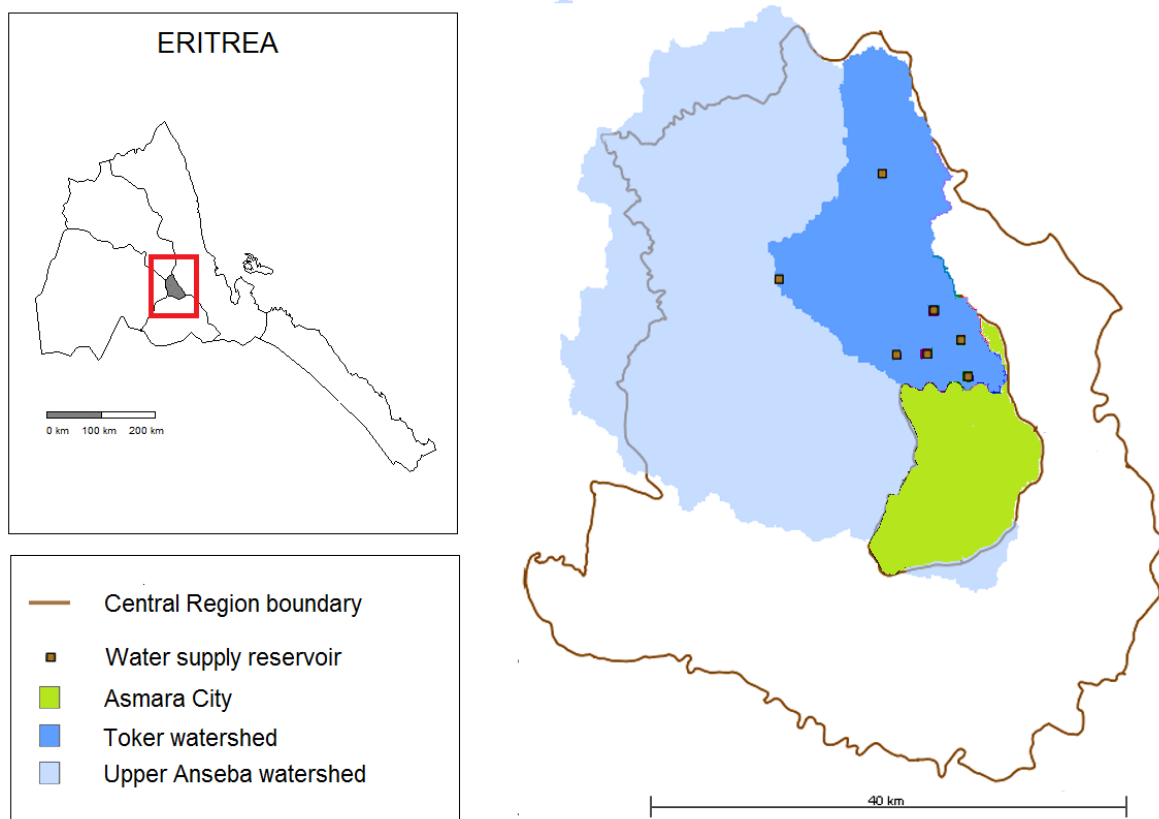 ERITREA
0 km 100 km 200 km
Central Region boundary
Water supply reservoir
Asmara City
Toker watershed
Upper Anseba watershed
40 km